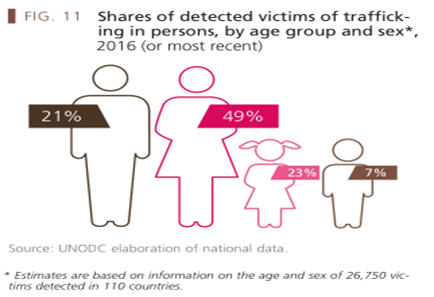 FIG. 11 Shares of detected victims of traffick-
ing in persons, by age group and sex*,
2016 (or most recent)
21% 49%
23% 7%
Source: UNODC elaboration of national data.
* Estimates are based on information on the age and sex of 26,750 vic-
tims detected in 110 countries.